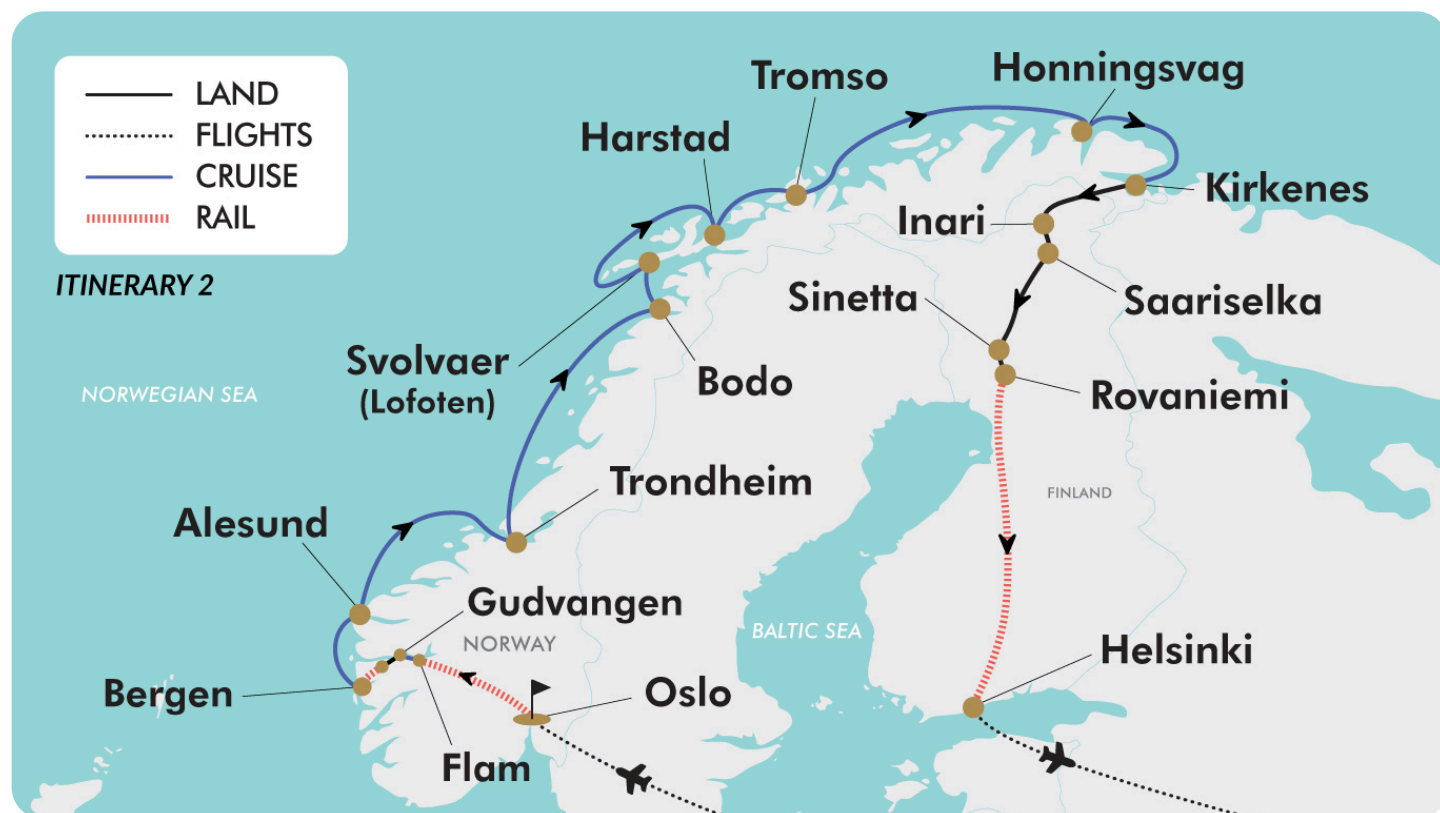 LAND
FLIGHTS
CRUISE
RAIL
ITINERARY 2
Honningsvag
Tromso
Harstad
Kirkenes
Inari
Saariselka
Sinetta
Svolvaer
(Lofoten)
Bodo
Rovaniemi
NORWEGIAN SEA
Trondheim
FINLAND
Alesund
Gudvangen
NORWAY
BALTIC SEA
Helsinki
Bergen
Oslo
Flam